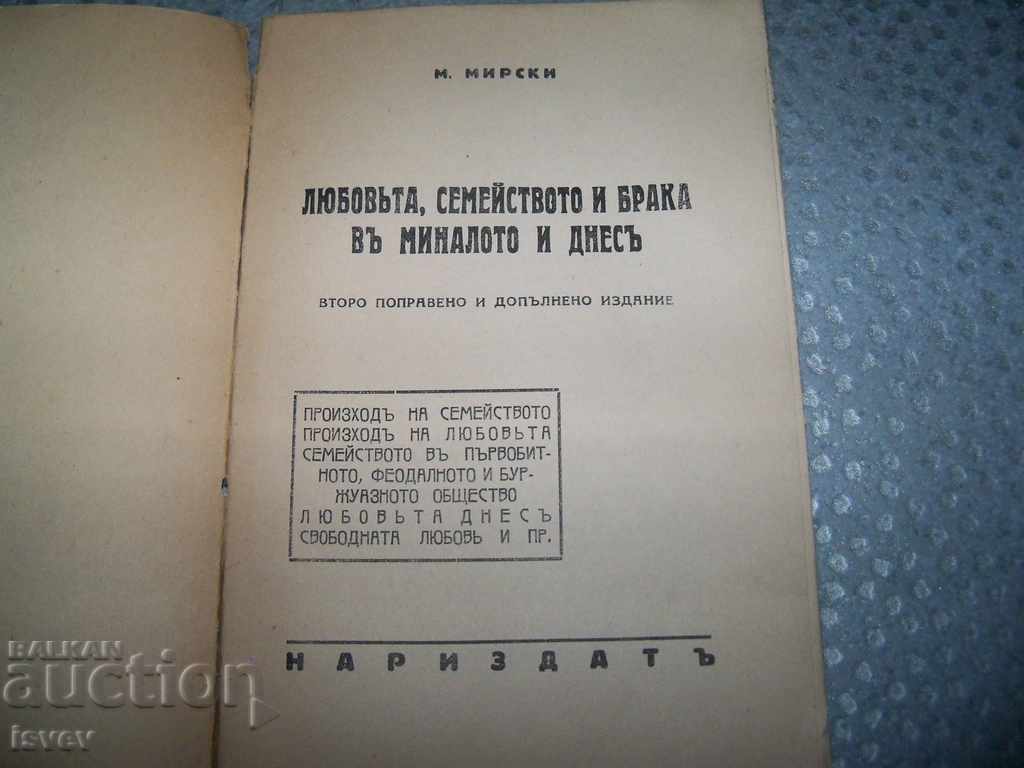 М. МИРСКИ
ЛЮБОВЬТА, СЕМЕЙСТВОТО И БРАКА
ВЪ МИНАЛОТО И ДНЕСЪ
ВТОРО ПОПРАВЕНО И ДОПЪЛНЕНО ИЗДАНИЕ
ПРОИЗХОДЪ НА СЕМЕЙСТВОТО
ПРОИЗХОДЪ НА ЛЮБОВЬТА
СЕМЕЙСТВОТО ВЪ ПЪРВОБИТ-
НОТО, ФЕОДАЛНОТО И БУР-
ЖУАЗНОТО ОБЩЕСТВО
ЛЮБОВЬТА ДНЕСЪ
СВОБОДНАТА ЛЮБОВЬ И ПР.
НАРИЗДАТЪ
BALKAN
auction
isvev